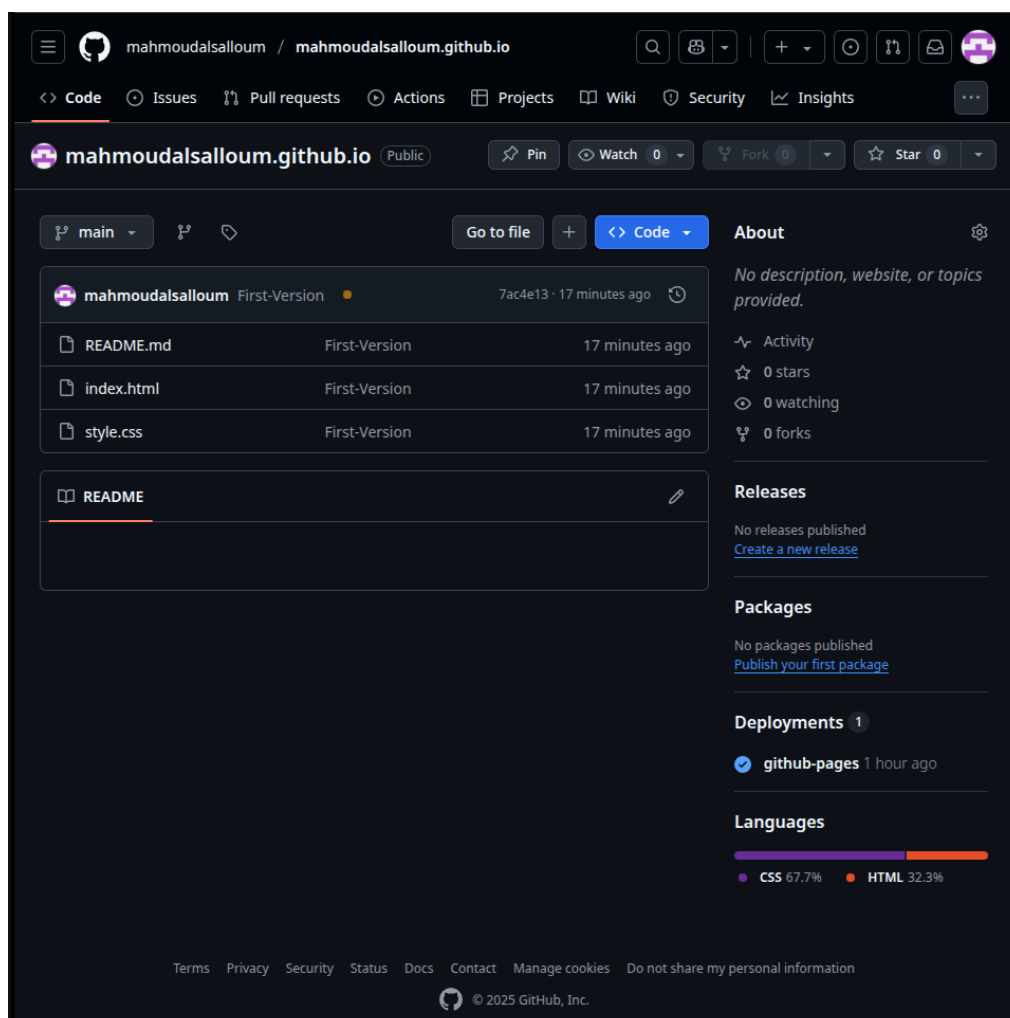 mahmoudalsalloum / mahmoudalsalloum.github.io
Code Issues Pull requests Actions Projects Wiki Security Insights
mahmoudalsalloum.github.io Public Pin Watch 0 Fork 0 Star 0
main Go to file Code
mahmoudalsalloum First-Version 7ac4e13 · 17 minutes ago
README.md First-Version 17 minutes ago
index.html First-Version 17 minutes ago
style.css First-Version 17 minutes ago
README
About
No description, website, or topics
provided.
Activity
0 stars
0 watching
0 forks
Releases
No releases published
Create a new release
Packages
No packages published
Publish your first package
Deployments 1
github-pages 1 hour ago
Languages
CSS 67.7% HTML 32.3%
Terms Privacy Security Status Docs Contact Manage cookies Do not share my personal information
© 2025 GitHub, Inc.